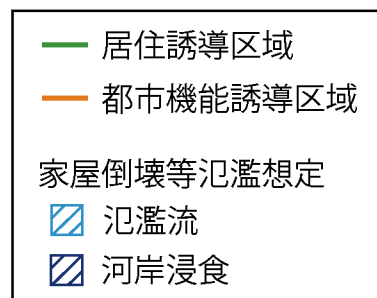 居住誘導区域
都市機能誘導区域
家屋倒壊等氾濫想定
氾濫流
河岸浸食